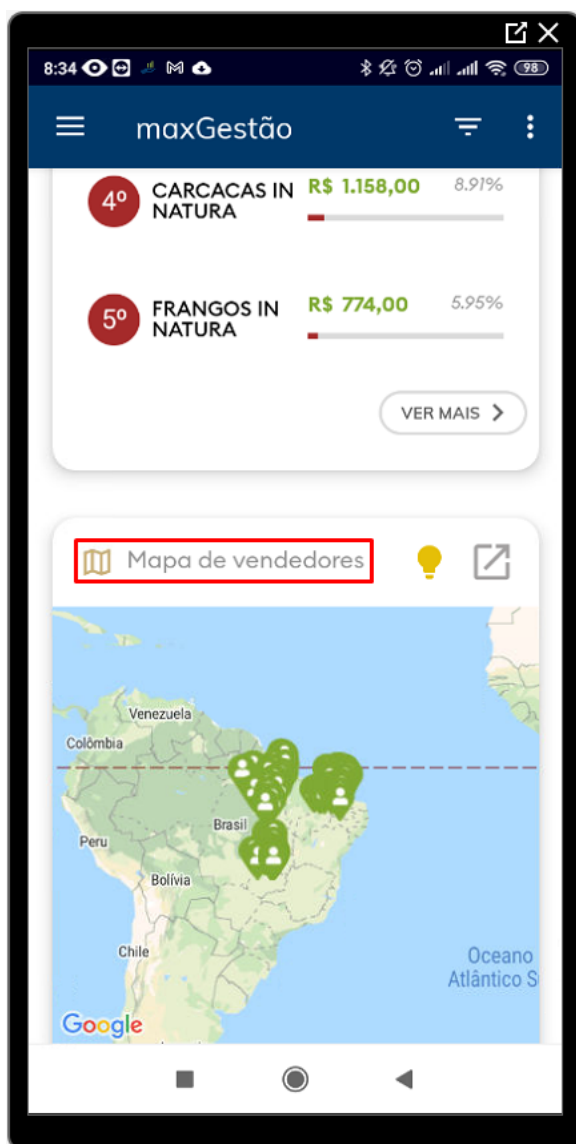 8:34
98
maxGestão
4º
CARCACAS IN
NATURA
R$ 1.158,00
8.91%
5º
FRANGOS IN
NATURA
R$ 774,00
5.95%
VER MAIS
Mapa de vendedores
Venezuela
Colômbia
Brasil
Peru
Bolívia
Chile
Oceano
Atlântico S
Google